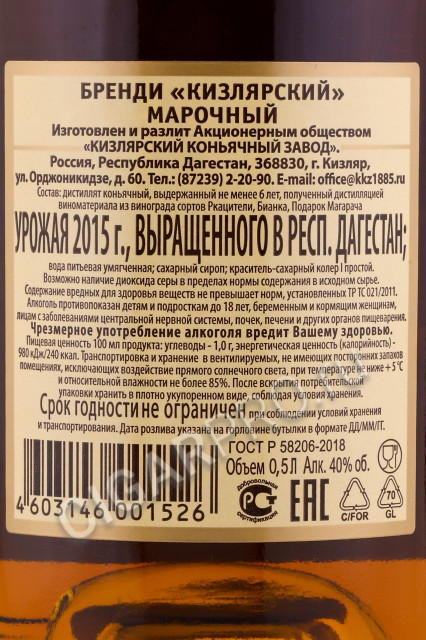 БРЕНДИ «КИЗЛЯРСКИЙ»
МАРОЧНЫЙ
Изготовлен и разлит Акционерным обществом
«КИЗЛЯРСКИЙ КОНЬЯЧНЫЙ ЗАВОД».
Россия, Республика Дагестан, 368830, г. Кизляр,
ул. Орджоникидзе, д. 60. Тел.: (87239) 2-20-90. E-mail: office@kkz1885.ru
Состав: дистиллят коньячный, выдержанный не менее 6 лет, полученный дистилляцией
виноматериала из винограда сортов Ркацители, Бианка, Подарок Магарача
УРОЖАЯ 2015 г., ВЫРАЩЕННОГО В РЕСП. ДАГЕСТАН;
вода питьевая умягченная; сахарный сироп; краситель-сахарный колер I простой.
Возможно наличие диоксида серы в пределах нормы содержания в исходном сырье.
Содержание вредных для здоровья веществ не превышает норм, установленных ТР ТС 021/2011.
Алкоголь противопоказан детям и подросткам до 18 лет, беременным и кормящим женщинам,
лицам с заболеваниями центральной нервной системы, почек, печени и других органов пищеварения.
Чрезмерное употребление алкоголя вредит Вашему здоровью.
Пищевая ценность 100 мл продукта: углеводы - 1,0 г, энергетическая ценность (калорийность) -
980 кДж/240 ккал. Транспортировка и хранение в вентилируемых, не имеющих посторонних запахов
помещениях, исключающих воздействие прямого солнечного света, при температуре не ниже + 5 °C
и относительной влажности не более 85%. После вскрытия потребительской
упаковки хранить в плотно укупоренном виде, соблюдая условия хранения.
Срок годности не ограничен при соблюдении условий хранения
и транспортировки. Дата розлива указана на горловине бутылки в формате ДД/ММ/ГГ.
ГОСТ Р 58206-2018
Объем 0,5Л Алк. 40% об.
4 603146 001526
добровольная
РСТ
сертификация
EAC
C/FOR
70
GL
CIGARPRO.RU